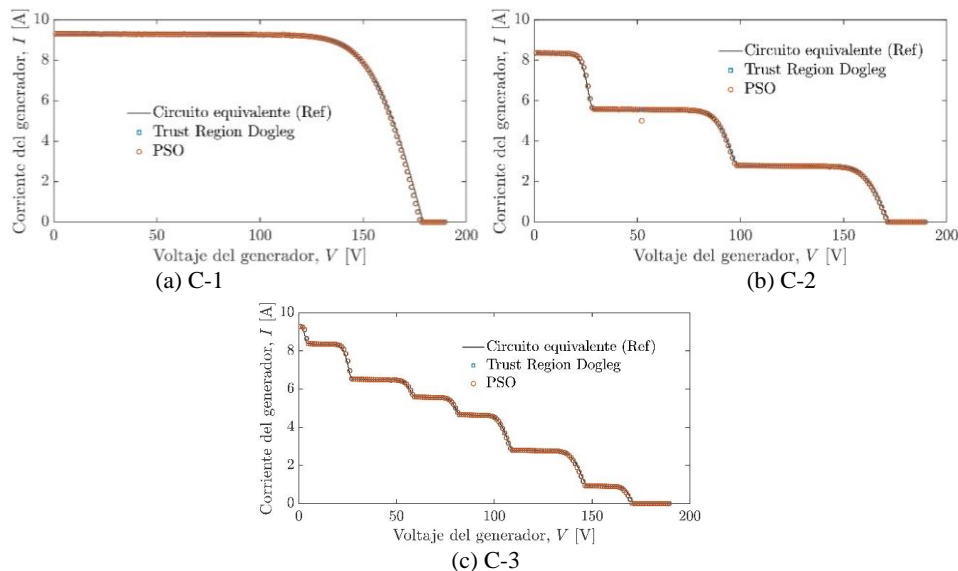 10
8
6
4
2
0
Corriente del generador, I [A]
Circuito equivalente (Ref)
Trust Region Dogleg
PSO
0 50 100 150 200
Voltaje del generador, V [V]
(a) C-1
10
8
6
4
2
0
Corriente del generador, I [A]
Circuito equivalente (Ref)
Trust Region Dogleg
PSO
0 50 100 150 200
Voltaje del generador, V [V]
(b) C-2
10
8
6
4
2
0
Corriente del generador, I [A]
Circuito equivalente (Ref)
Trust Region Dogleg
PSO
0 50 100 150 200
Voltaje del generador, V [V]
(c) C-3